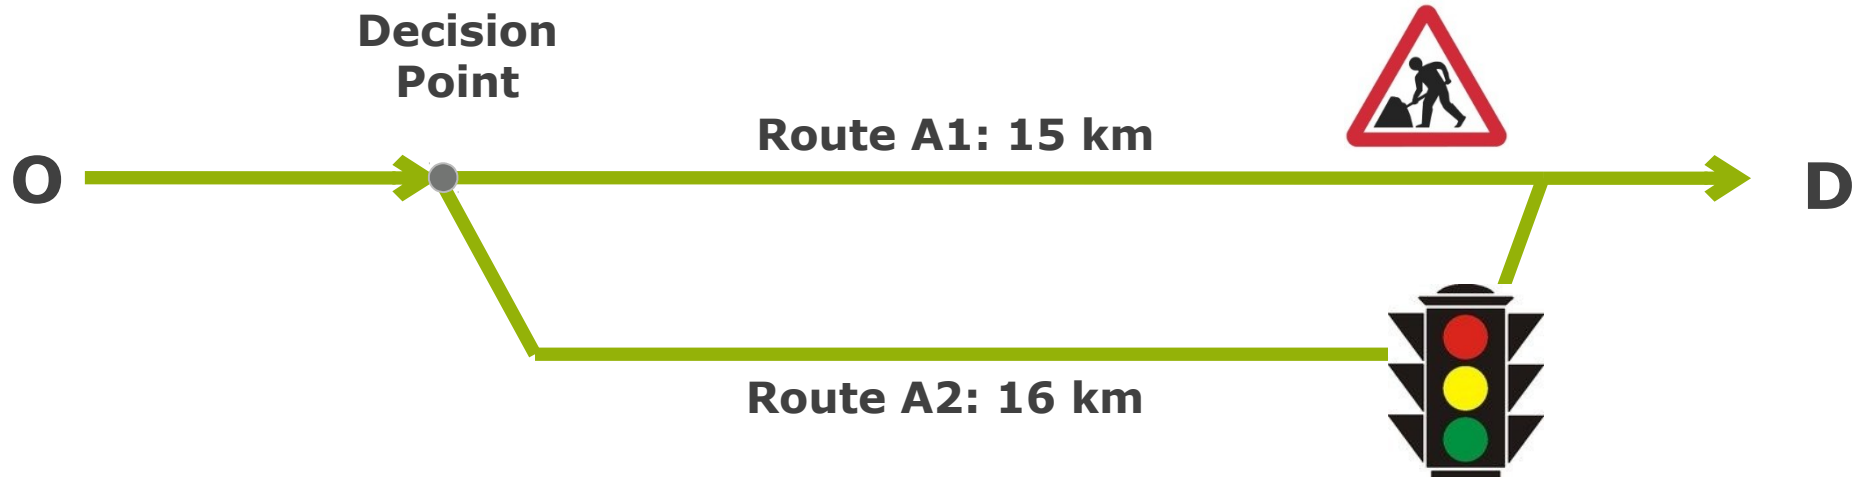 Decision
Point
Route A1: 15 km
O
D
Route A2: 16 km